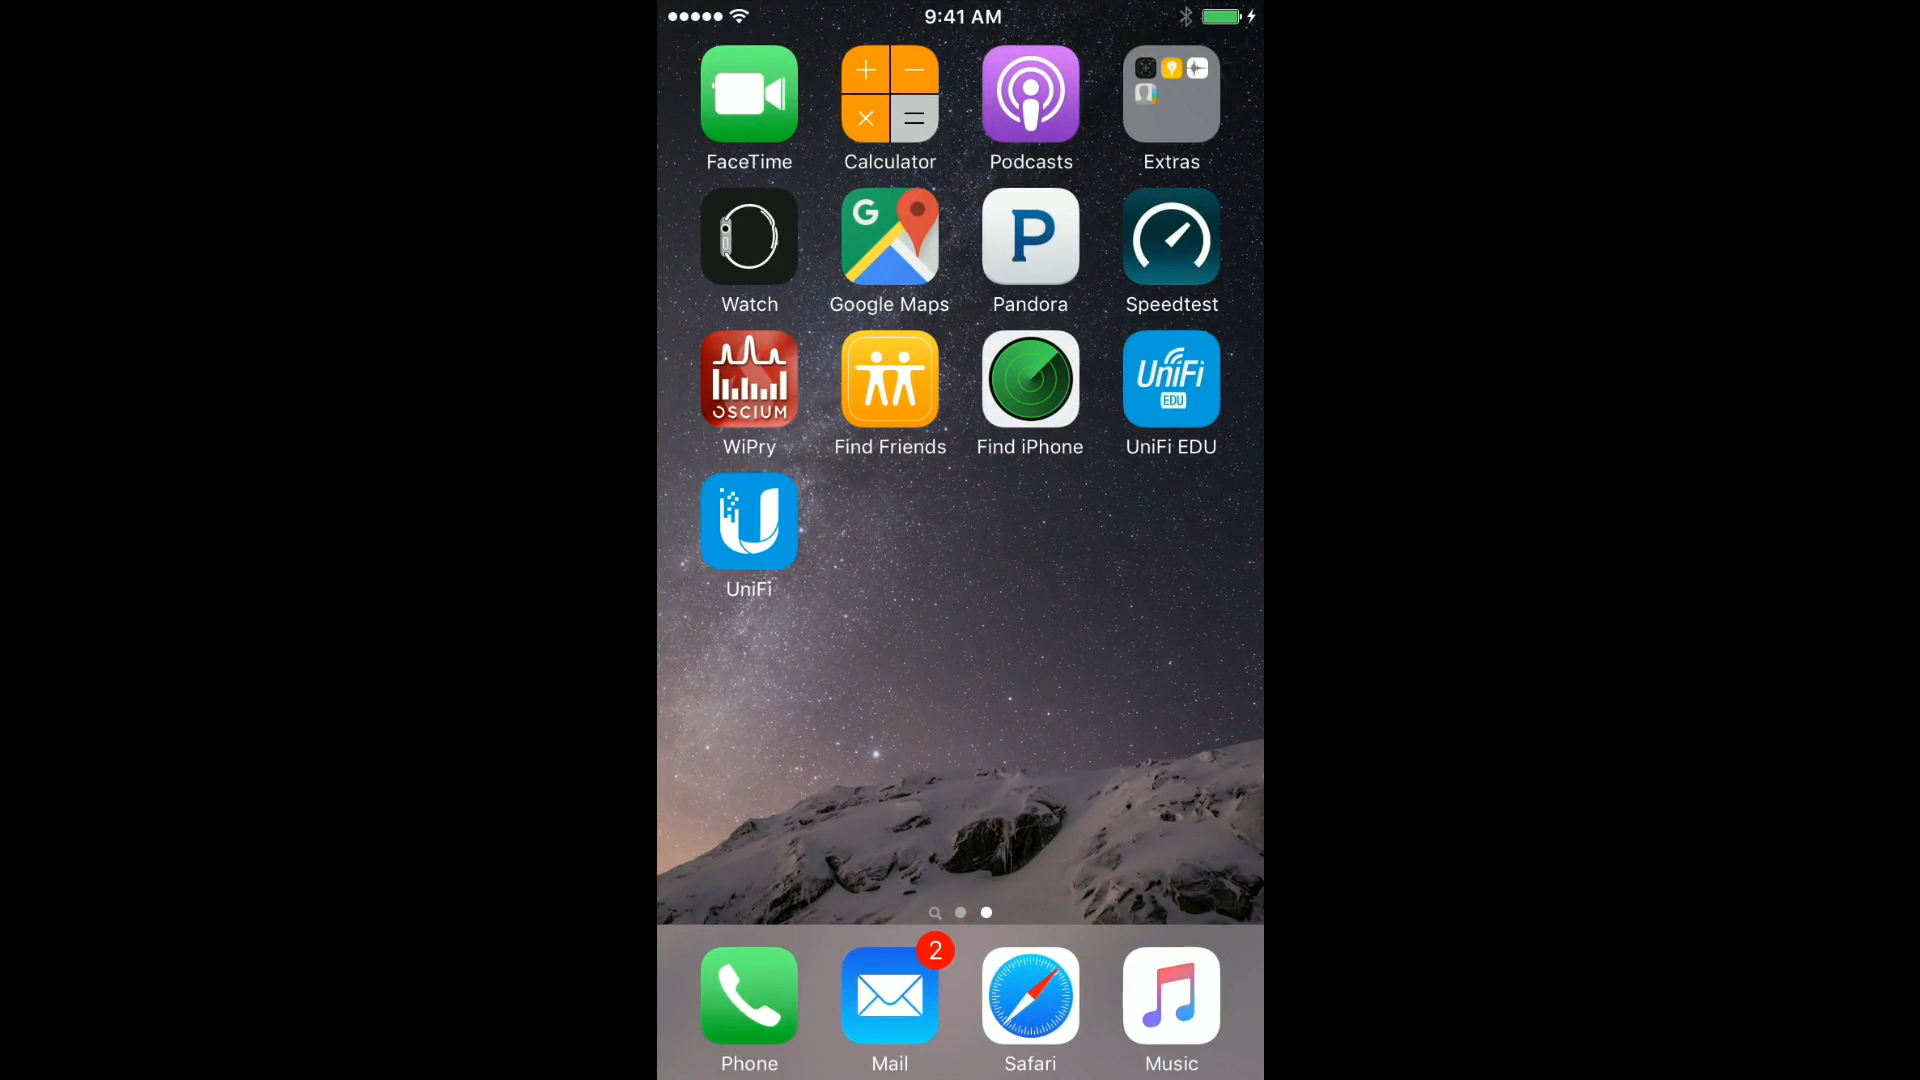 9:41 AM
FaceTime
Calculator
Podcasts
Extras
G
P
Watch
Google Maps
Pandora
Speedtest
OSCIUM
UniFi
EDU
WiPry
Find Friends
Find iPhone
UniFi EDU
UniFi
2
Phone
Mail
Safari
Music